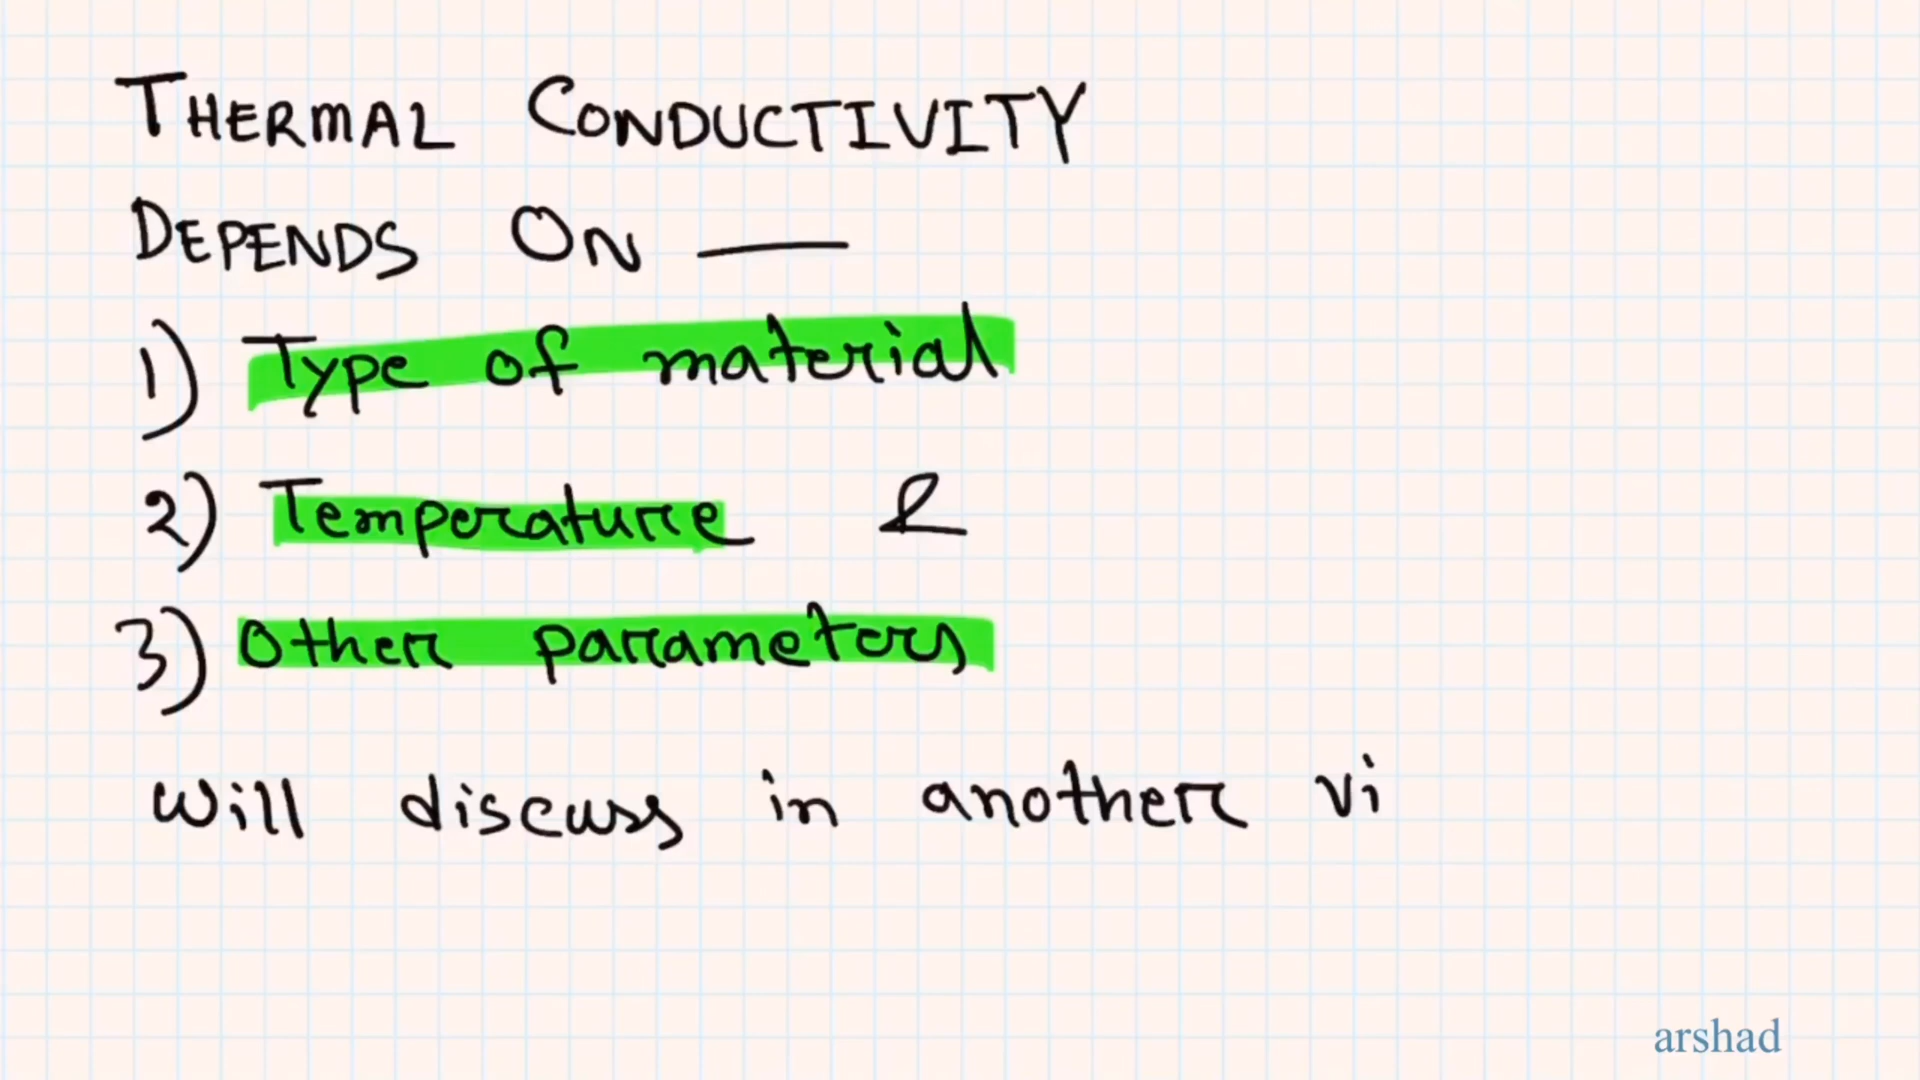 THERMAL CONDUCTIVITY
DEPENDS ON —
1) Type of material
2) Temperature &
3) Other parameters
will discuss in another vi
arshad